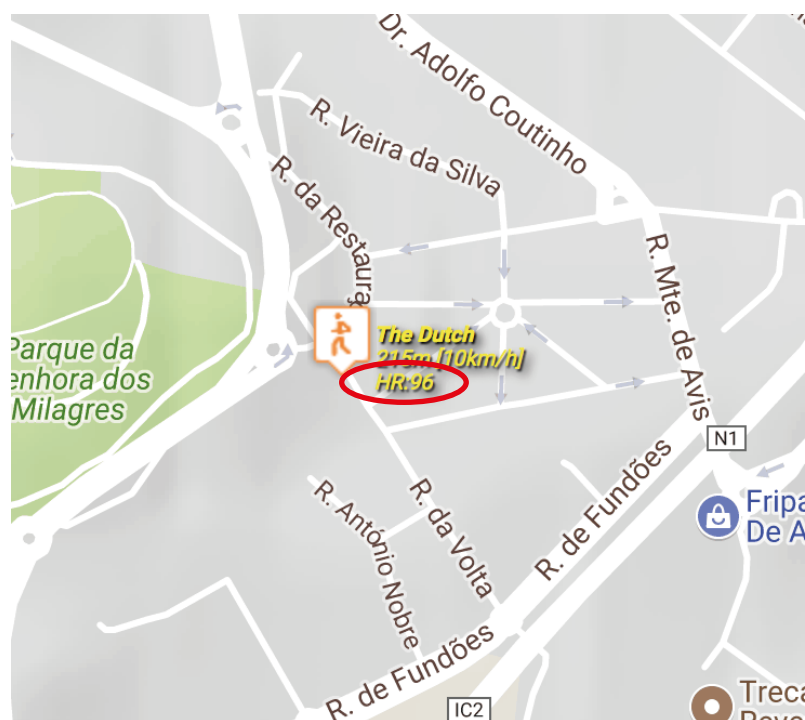 Dr. Adolfo Coutinho
R. Vieira da Silva
R. da Restauraç
The Dutch
215m [10km/h]
HR:96
R. Mte. de Avis
Parque da
enhora dos
Milagres
N1
R. da Volta
R. António Nobre
R. de Fundões
Fripa
De A
R. de Fundões
IC2
Treca